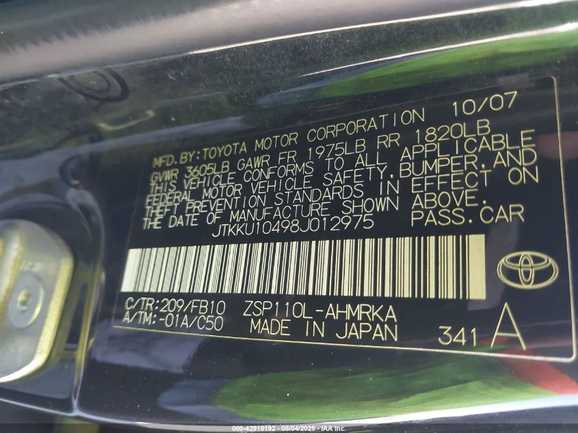 10/07
MFD.BY:TOYOTA MOTOR CORPORATION
GVWR 3605LB GAWR FR 1975LB RR 1820LB
THIS VEHICLE CONFORMS TO ALL APPLICABLE
FEDERAL MOTOR VEHICLE SAFETY,BUMPER,AND
THEFT PREVENTION STANDARDS IN EFFECT ON
THE DATE OF MANUFACTURE SHOWN ABOVE.
JTKKU10498J012975 PASS.CAR
C/TR:209/FB10 ZSP110L-AHMRKA
A/TM:-01A/C50 MADE IN JAPAN 341 A